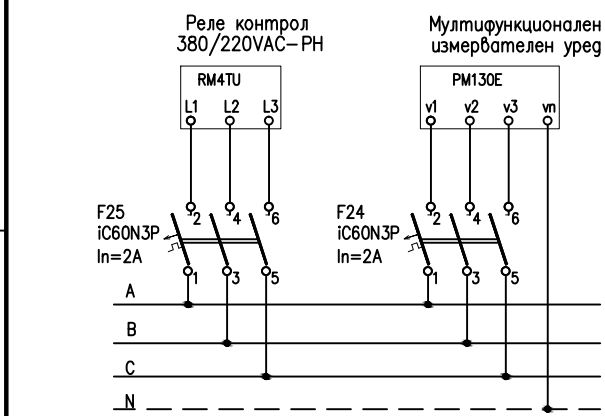 Реле контрол
380/220VAC-PH
RM4TU
L1 L2 L3
Мултифункционален
измервателен уред
PM130E
v1 v2 v3 vn
F25
iC60N3P
In=2A
2 4 6
1 3 5
F24
iC60N3P
In=2A
2 4 6
1 3 5
A
B
C
N